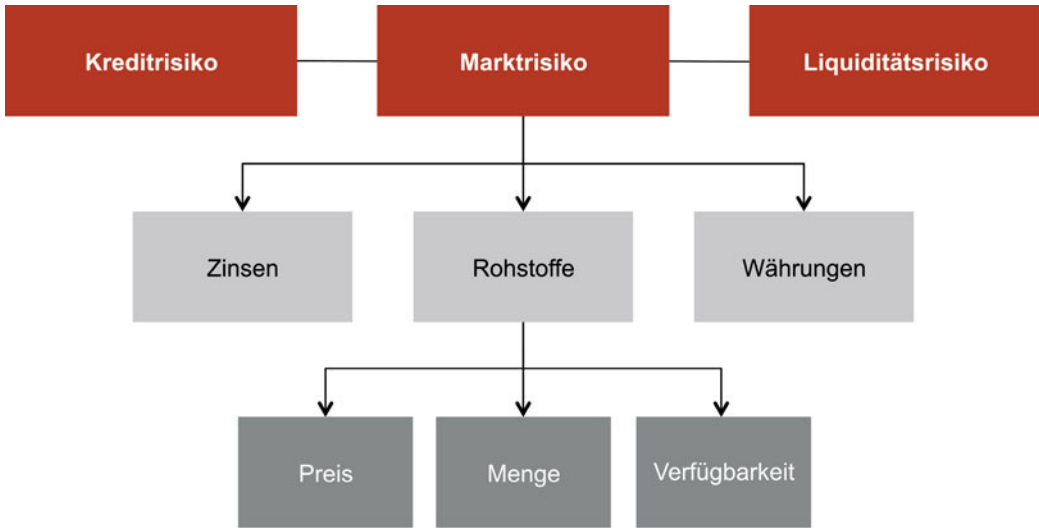 Kreditrisiko
Marktrisiko
Liquiditätsrisiko
Zinsen
Rohstoffe
Währungen
Preis
Menge
Verfügbarkeit